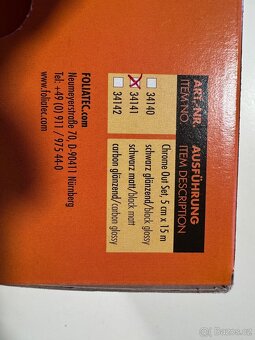 ART.-NR. AUSFÜHRUNG
ITEM NO. ITEM DESCRIPTION
Chrome Out Set, 5 cm x 15 m
34140 schwarz glänzend/black glossy
34141 schwarz matt/black matt
34142 carbon glänzend/carbon glossy
FOLIATEC.com
Neumeyerstraße 70 D-90411 Nürnberg
Tel: +49 (0) 911 / 975 44-0
www.foliatec.com
bazoš.cz